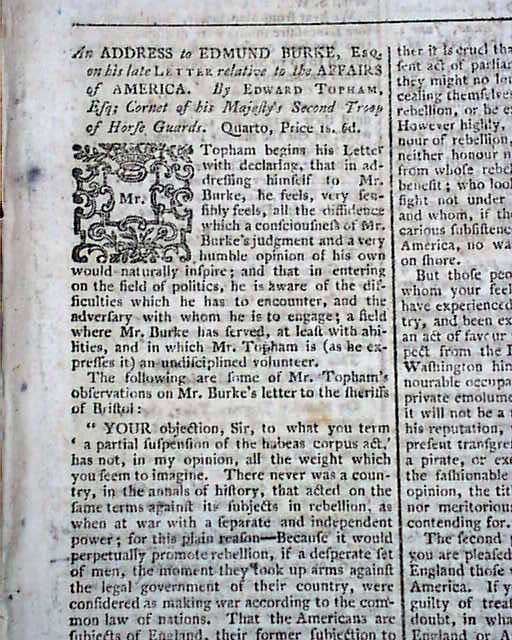 An ADDRESS to EDMUND BURKE, Esq.
on his late LETTER relative to the AFFAIRS
of AMERICA. By EDWARD TOPHAM,
Esq; Cornet of his Majesty's Second Troop
of Horse Guards. Quarto, Price 1s. 6d.
Mr.
Topham begins his Letter
with declaring, that in ad-
dressing himself to Mr.
Burke, he feels, very sen-
sibly feels, all the diffidence
which a consciousness of Mr.
Burke's judgment and a very
humble opinion of his own
would naturally inspire; and that in entering
on the field of politics, he is aware of the dif-
ficulties which he has to encounter, and the
adversary with whom he is to engage; a field
where Mr. Burke has served, at least with abi-
lities, and in which Mr. Topham is (as he ex-
presses it) an undisciplined volunteer.
The following are some of Mr. Topham's
observations on Mr. Burke's letter to the sheriffs
of Bristol:
" YOUR objection, Sir, to what you term
' a partial suspension of the habeas corpus act,'
has not, in my opinion, all the weight which
you seem to imagine. There never was a coun-
try, in the annals of history, that acted on the
same terms against its subjects in rebellion, as
when at war with a separate and independent
power; for this plain reason—Because it would
perpetually promote rebellion, if a desperate set
of men, the moment they took up arms against
the legal government of their country, were
considered as making war according to the com-
mon law of nations. That the Americans are
subjects of England, their former subjection to
ther it is cruel tha
sent act of parlia
they might no lon
cealing themselves
rebellion, or be e
However highly,
nour of rebellion,
neither honour n
from whose rebel
benefit; who look
fight not under
and whom, if the
carious subsistenc
America, no wa
on shore.
But those peo
whom your feel
have experienced
try, and been ex
an act of favour
pect from the
Washington him
nourable occupa
private emolume
it will not be a
his reputation,
present transgre
a pirate, or exe
the fashionable
opinion, the titl
nor meritorious
contending for.
The second
you are pleased
England those
America. If y
guilty of treas
doubt, in wha
England or A